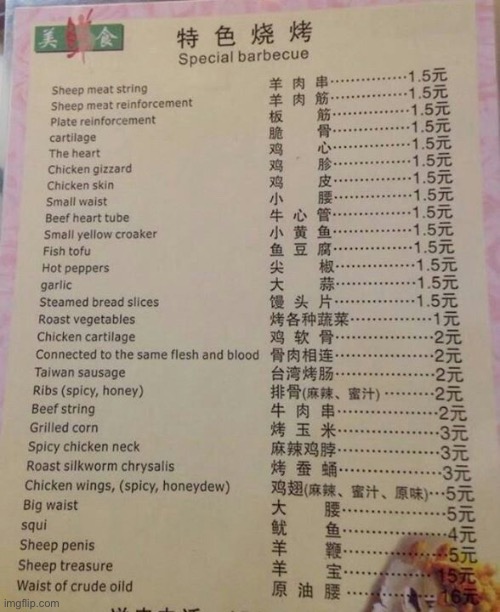 美鲜食
特色烧烤
Special barbecue
Sheep meat string 羊肉串……………1.5元
Sheep meat reinforcement 羊肉筋……………1.5元
Plate reinforcement 板筋……………1.5元
cartilage 脆骨……………1.5元
The heart 鸡心……………1.5元
Chicken gizzard 鸡胗……………1.5元
Chicken skin 鸡皮……………1.5元
Small waist 小腰……………1.5元
Beef heart tube 牛心管……………1.5元
Small yellow croaker 小黄鱼……………1.5元
Fish tofu 鱼豆腐……………1.5元
Hot peppers 尖椒……………1.5元
garlic 大蒜……………1.5元
Steamed bread slices 馒头片……………1.5元
Roast vegetables 烤各种蔬菜……………1元
Chicken cartilage 鸡软骨……………2元
Connected to the same flesh and blood 骨肉相连……………2元
Taiwan sausage 台湾烤肠……………2元
Ribs (spicy, honey) 排骨(麻辣、蜜汁)………2元
Beef string 牛肉串……………2元
Grilled corn 烤玉米……………3元
Spicy chicken neck 麻辣鸡脖……………3元
Roast silkworm chrysalis 烤蚕蛹……………3元
Chicken wings, (spicy, honeydew) 鸡翅(麻辣、蜜汁、原味)…5元
Big waist 大腰……………5元
squi 鱿鱼……………4元
Sheep penis 羊鞭……………5元
Sheep treasure 羊宝……………15元
Waist of crude oild 原油腰……………16元
imgflip.com